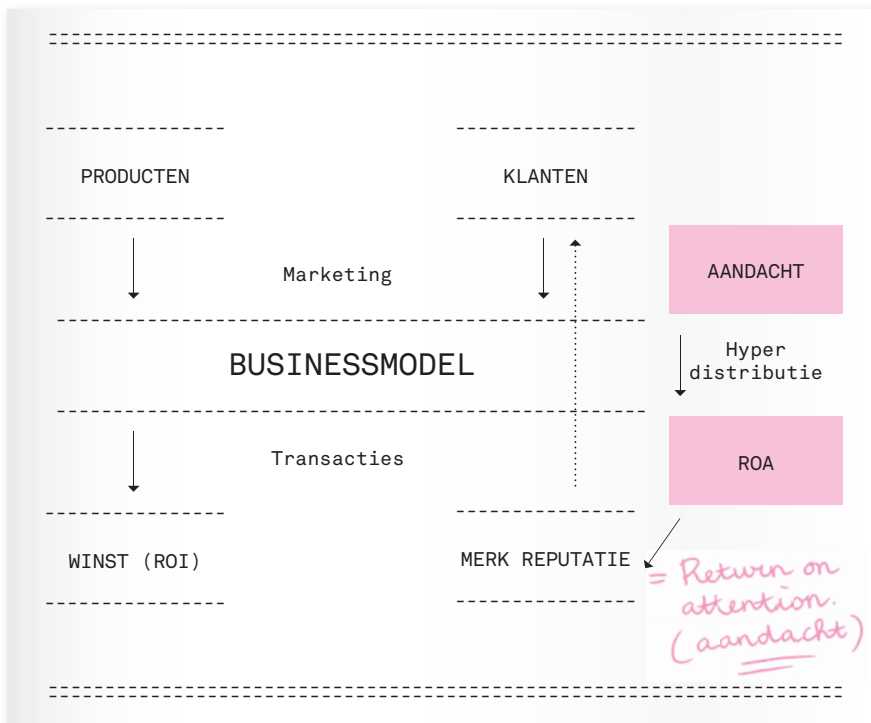 PRODUCTEN
KLANTEN
Marketing
AANDACHT
BUSINESSMODEL
Hyper
distributie
Transacties
ROA
WINST (ROI)
MERK REPUTATIE
= Return on
attention.
(aandacht)